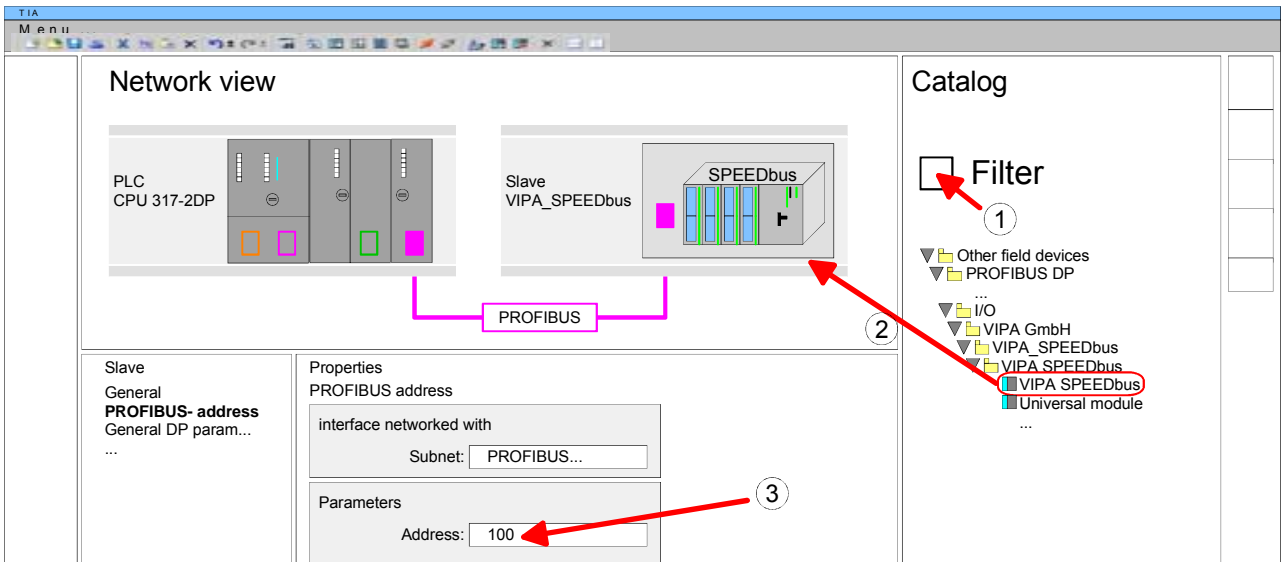 TIA
Menu ...
Network view
PLC
CPU 317-2DP
Slave
VIPA_SPEEDbus
SPEEDbus
PROFIBUS
2
Catalog
Filter
1
Other field devices
PROFIBUS DP
...
I/O
VIPA GmbH
VIPA_SPEEDbus
VIPA SPEEDbus
VIPA SPEEDbus
Universal module
...
Slave
General
PROFIBUS- address
General DP param...
...
Properties
PROFIBUS address
interface networked with
Subnet: PROFIBUS...
Parameters
Address: 100
3